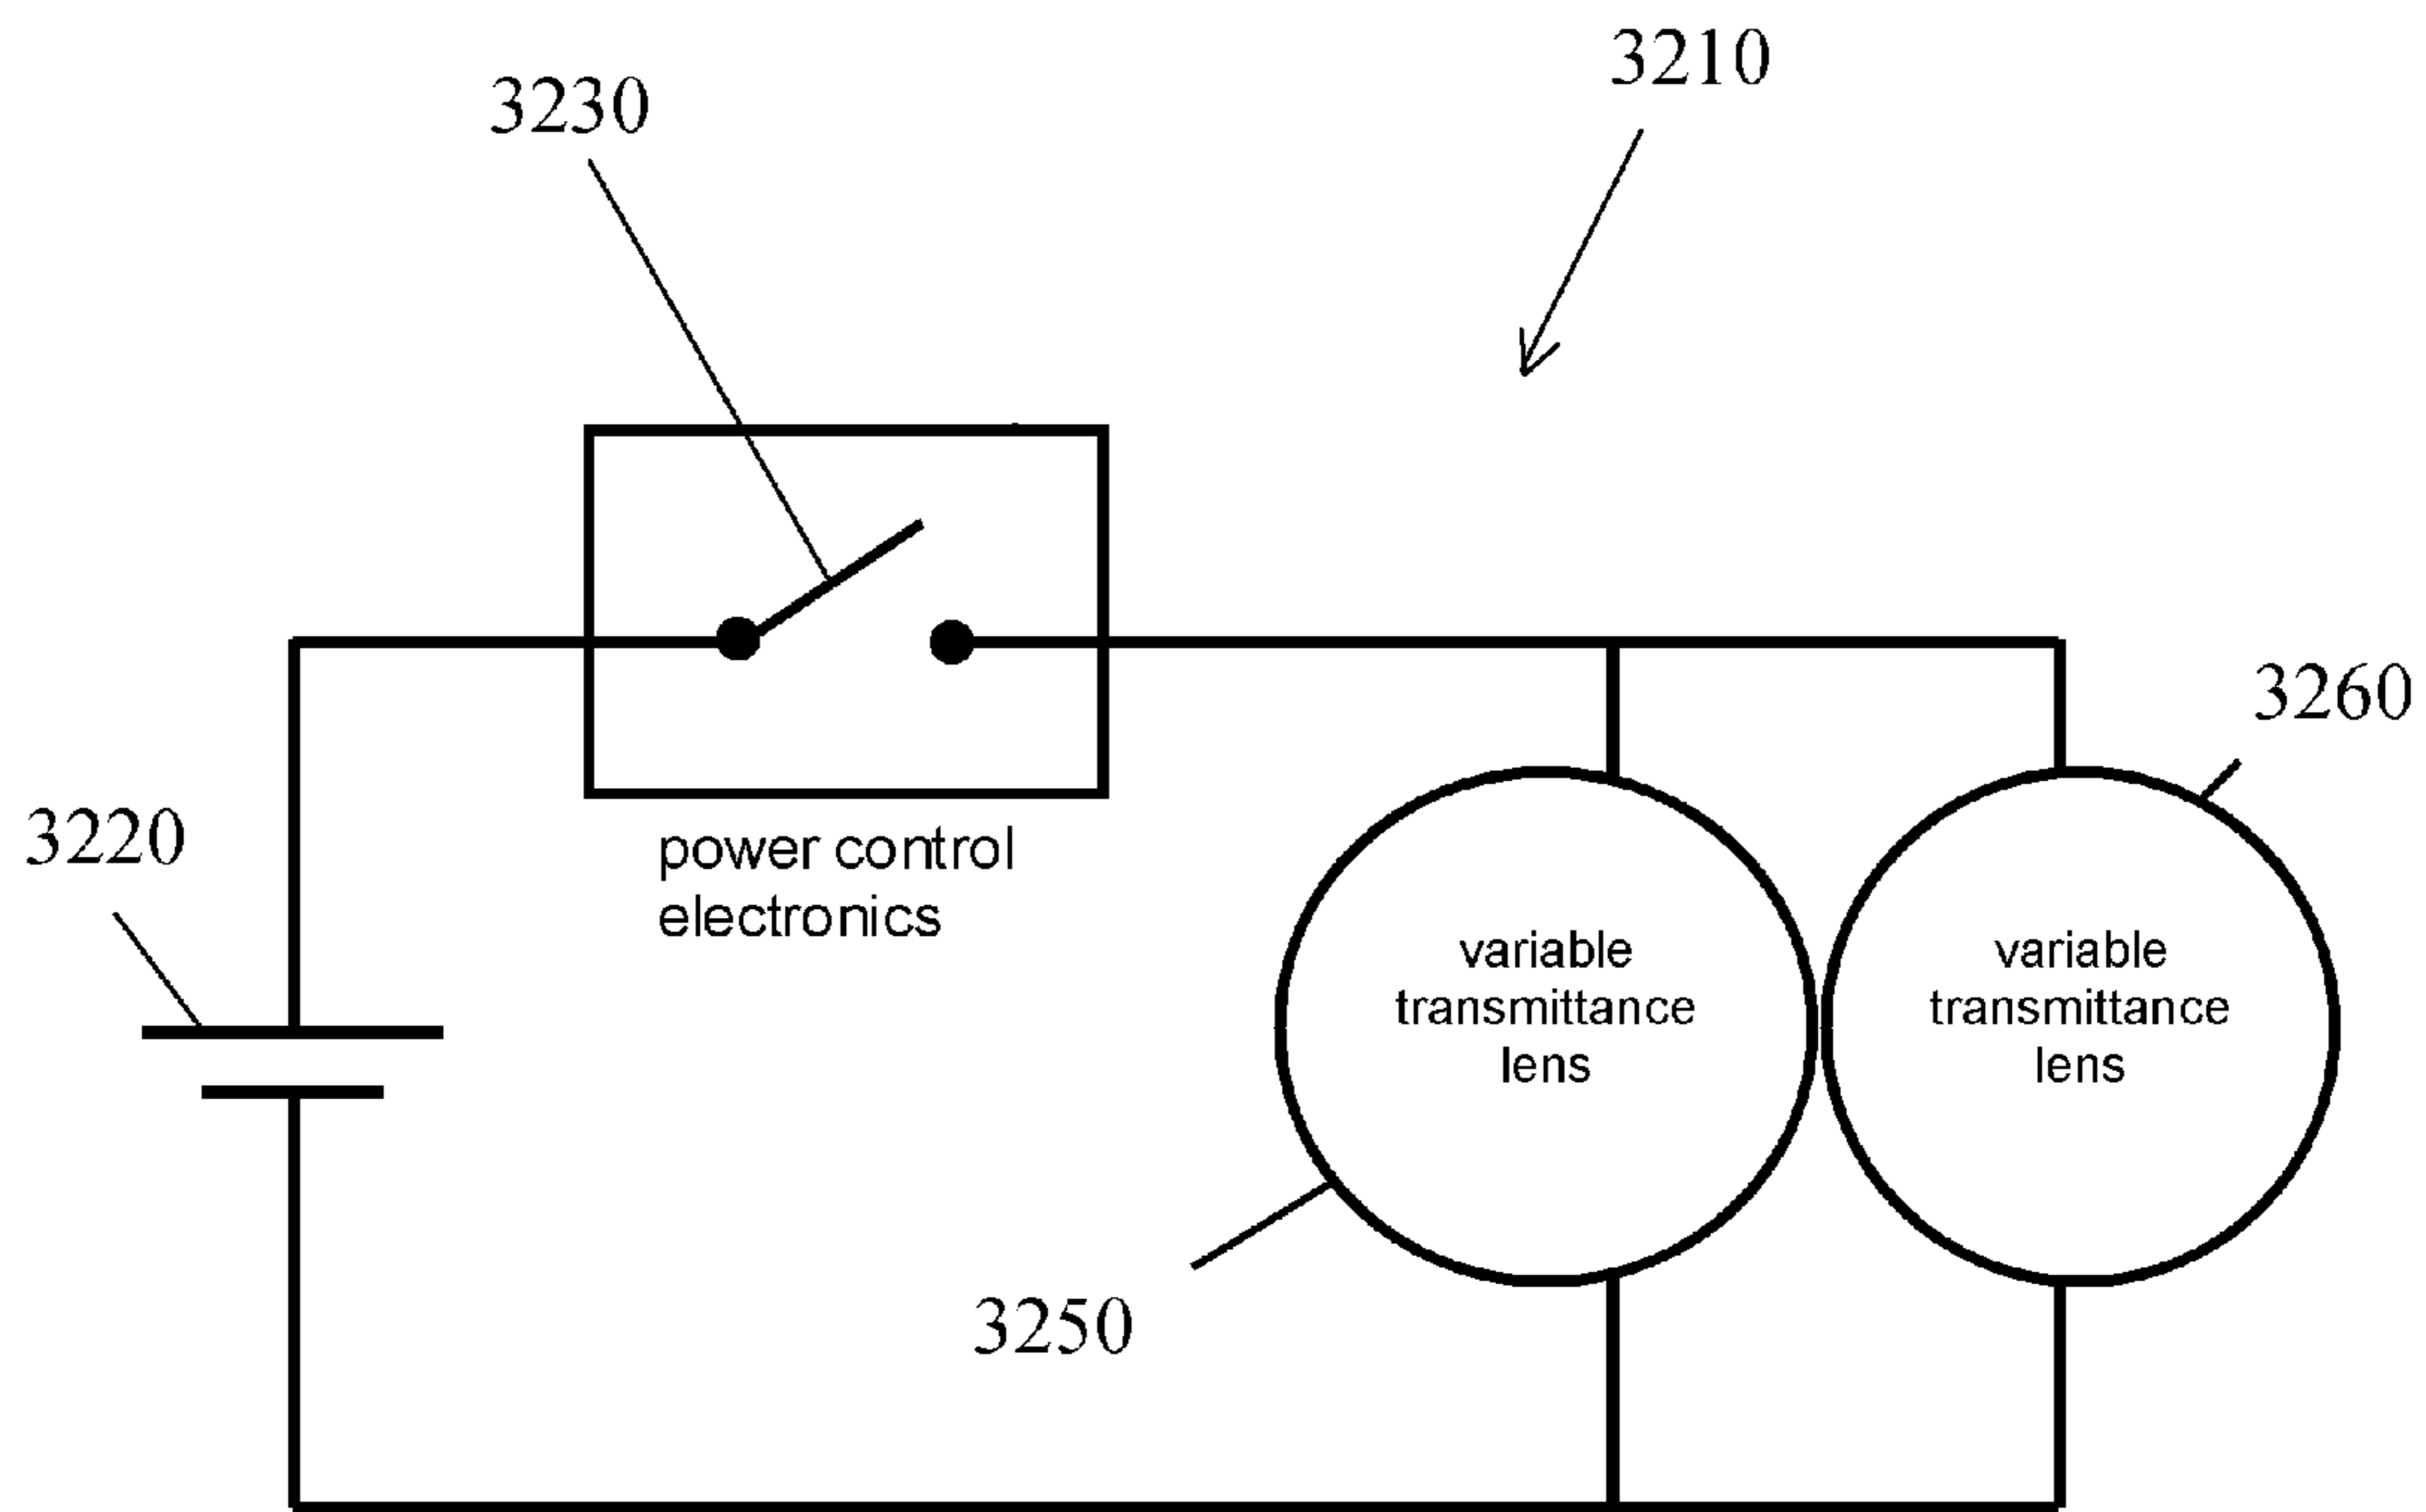 3210
3230
3260
3220
power control
electronics
variable
transmittance
lens
variable
transmittance
lens
3250